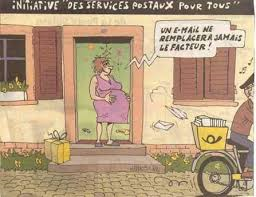 INITIATIVE "DES SERVICES POSTAUX POUR TOUS"
UN E-MAIL NE
REMPLACERA JAMAIS
LE FACTEUR !